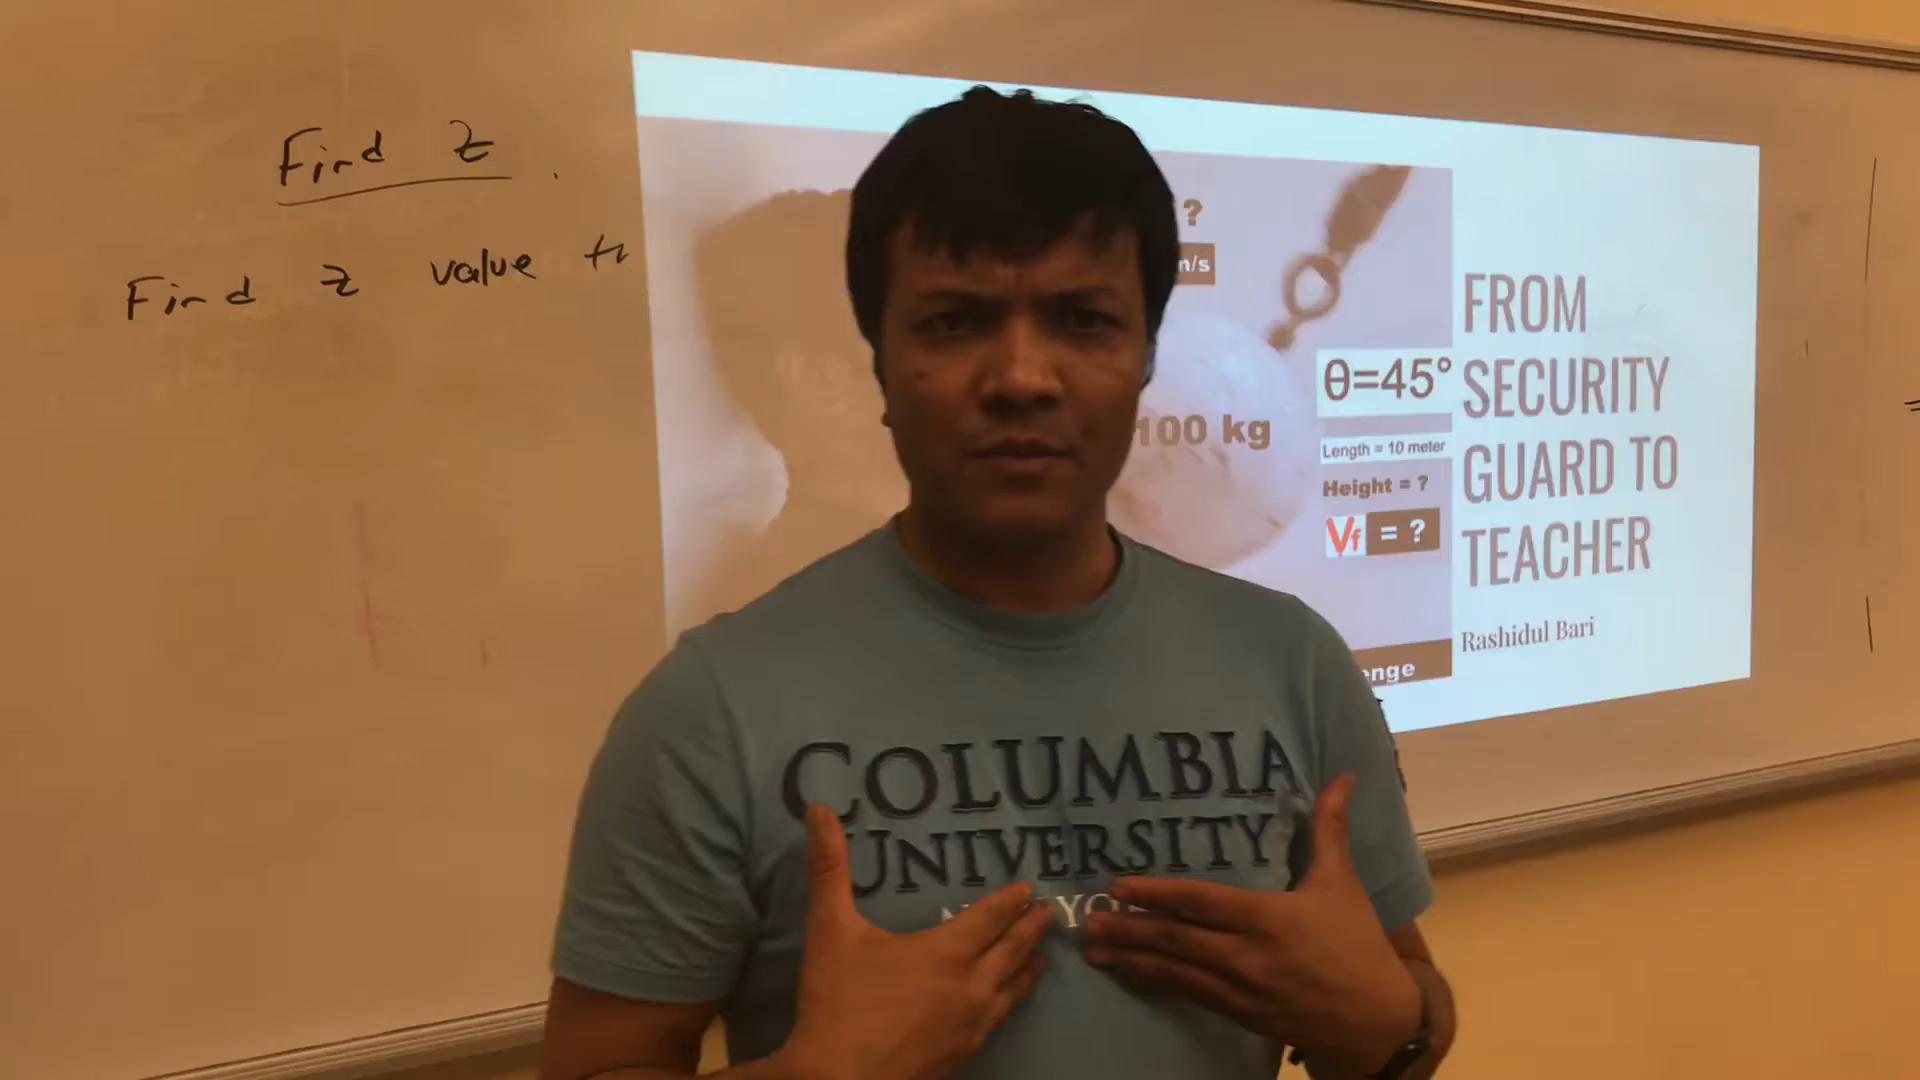 Find z
Find z value
?
m/s
100 kg
θ=45°
Length = 10 meter
Height = ?
Vf = ?
FROM
SECURITY
GUARD TO
TEACHER
Rashidul Bari
COLUMBIA
UNIVERSITY